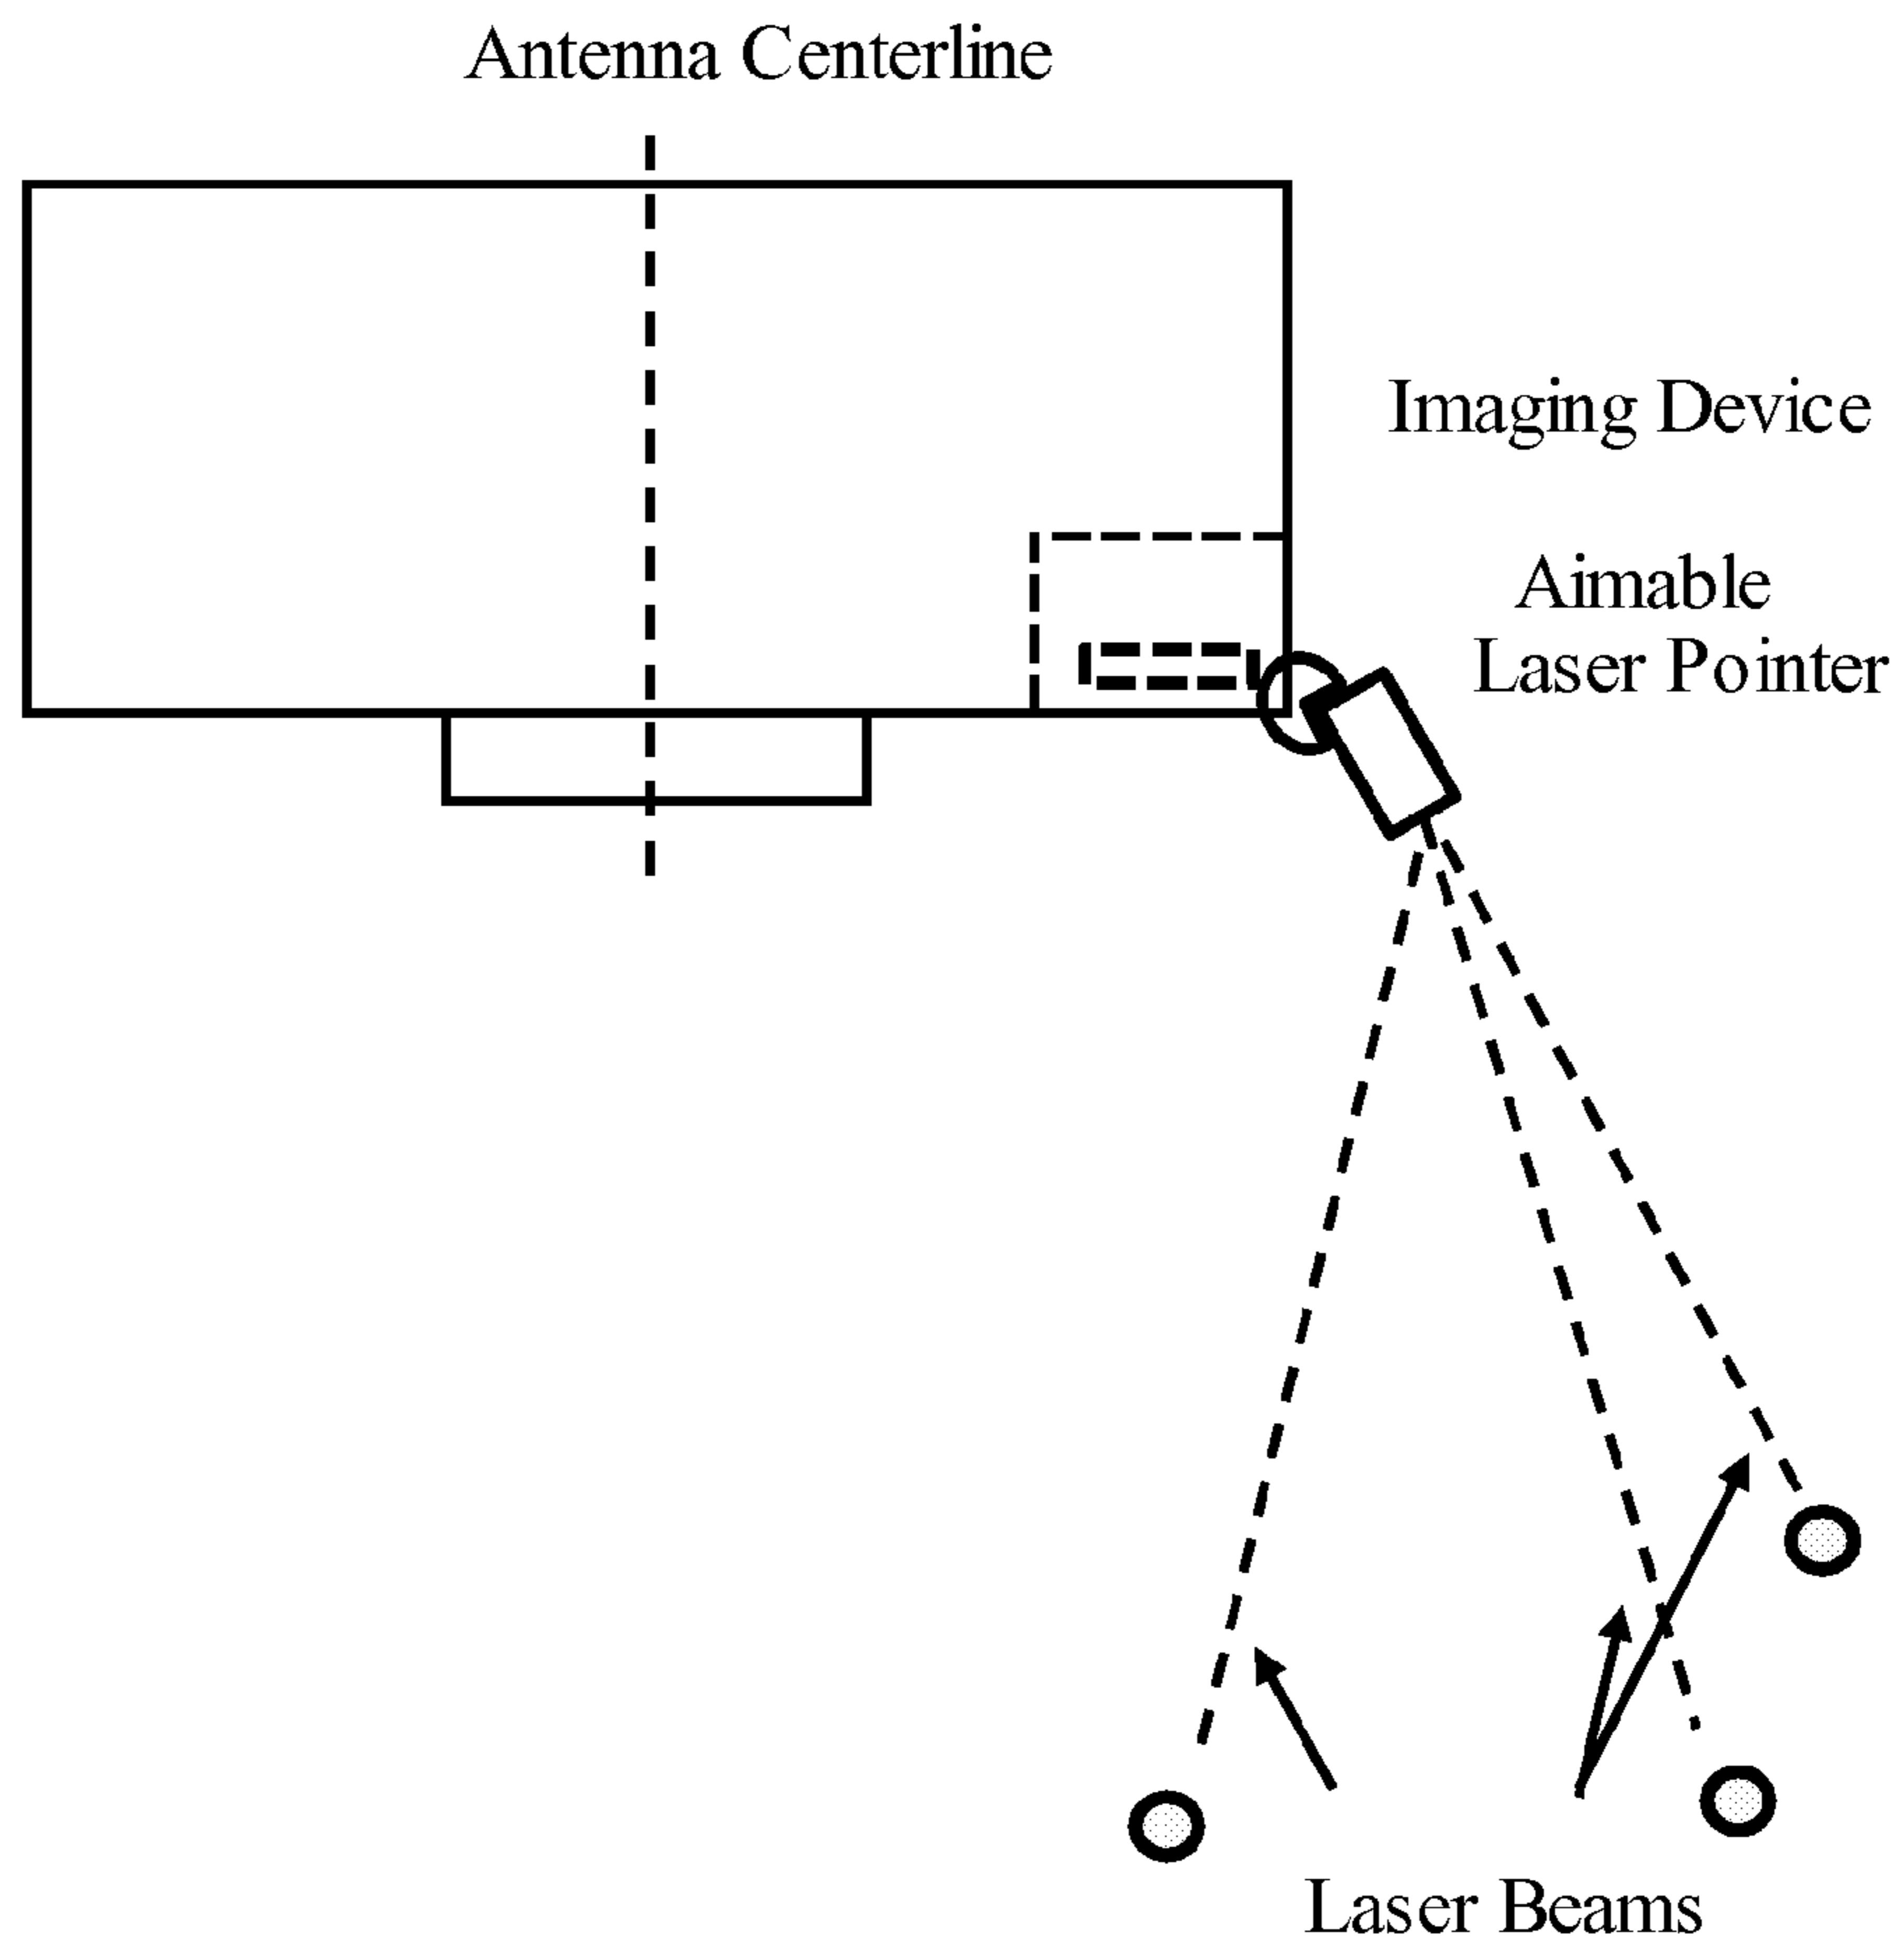 Antenna Centerline
Imaging Device
Aimable
Laser Pointer
Laser Beams